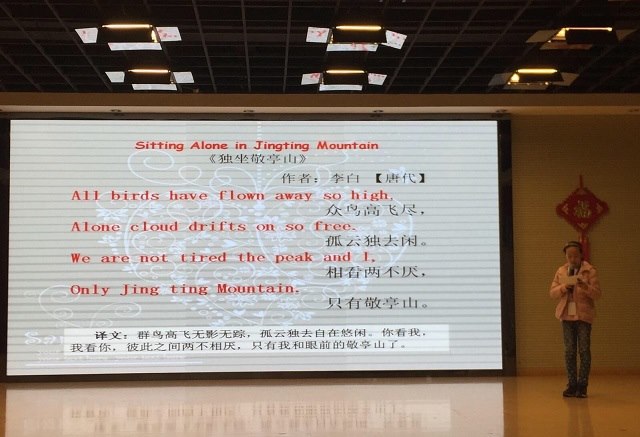 Sitting Alone in Jingting Mountain
《独坐敬亭山》
作者：李白 【唐代】
All birds have flown away so high,
众鸟高飞尽，
Alone cloud drifts on so free.
孤云独去闲。
We are not tired the peak and I,
相看两不厌，
Only Jing ting Mountain.
只有敬亭山。
译文：群鸟高飞无影无踪，孤云独去自在悠闲。你看我，
我看你，彼此之间两不相厌，只有我和眼前的敬亭山了。